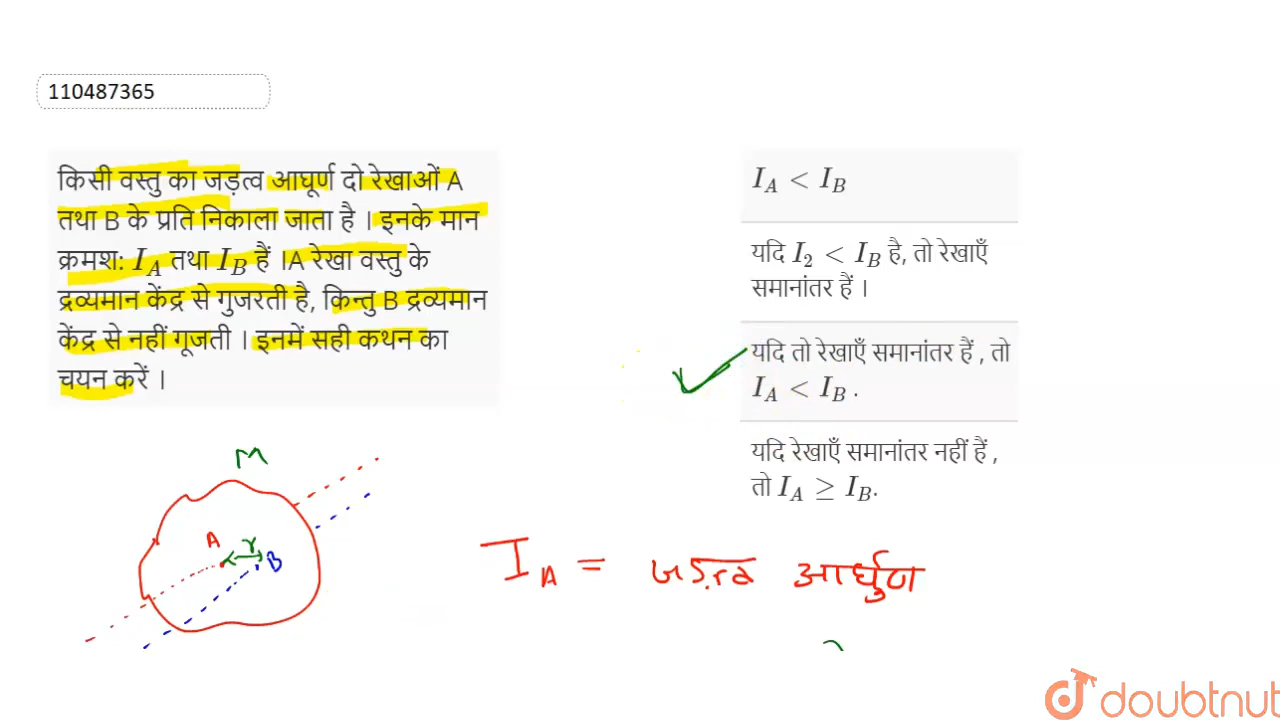 110487365
किसी वस्तु का जड़त्व आघूर्ण दो रेखाओं A
तथा B के प्रति निकाला जाता है । इनके मान
क्रमश: I_A तथा I_B हैं ।A रेखा वस्तु के
द्रव्यमान केंद्र से गुजरती है, किन्तु B द्रव्यमान
केंद्र से नहीं गूजती । इनमें सही कथन का
चयन करें ।
I_A < I_B
यदि I_2 < I_B है, तो रेखाएँ
समानांतर हैं ।
यदि तो रेखाएँ समानांतर हैं , तो
I_A < I_B .
यदि रेखाएँ समानांतर नहीं हैं ,
तो I_A ≥ I_B.
M
A
r
B
I_A = जड़त्व आर्घुण
doubtnut